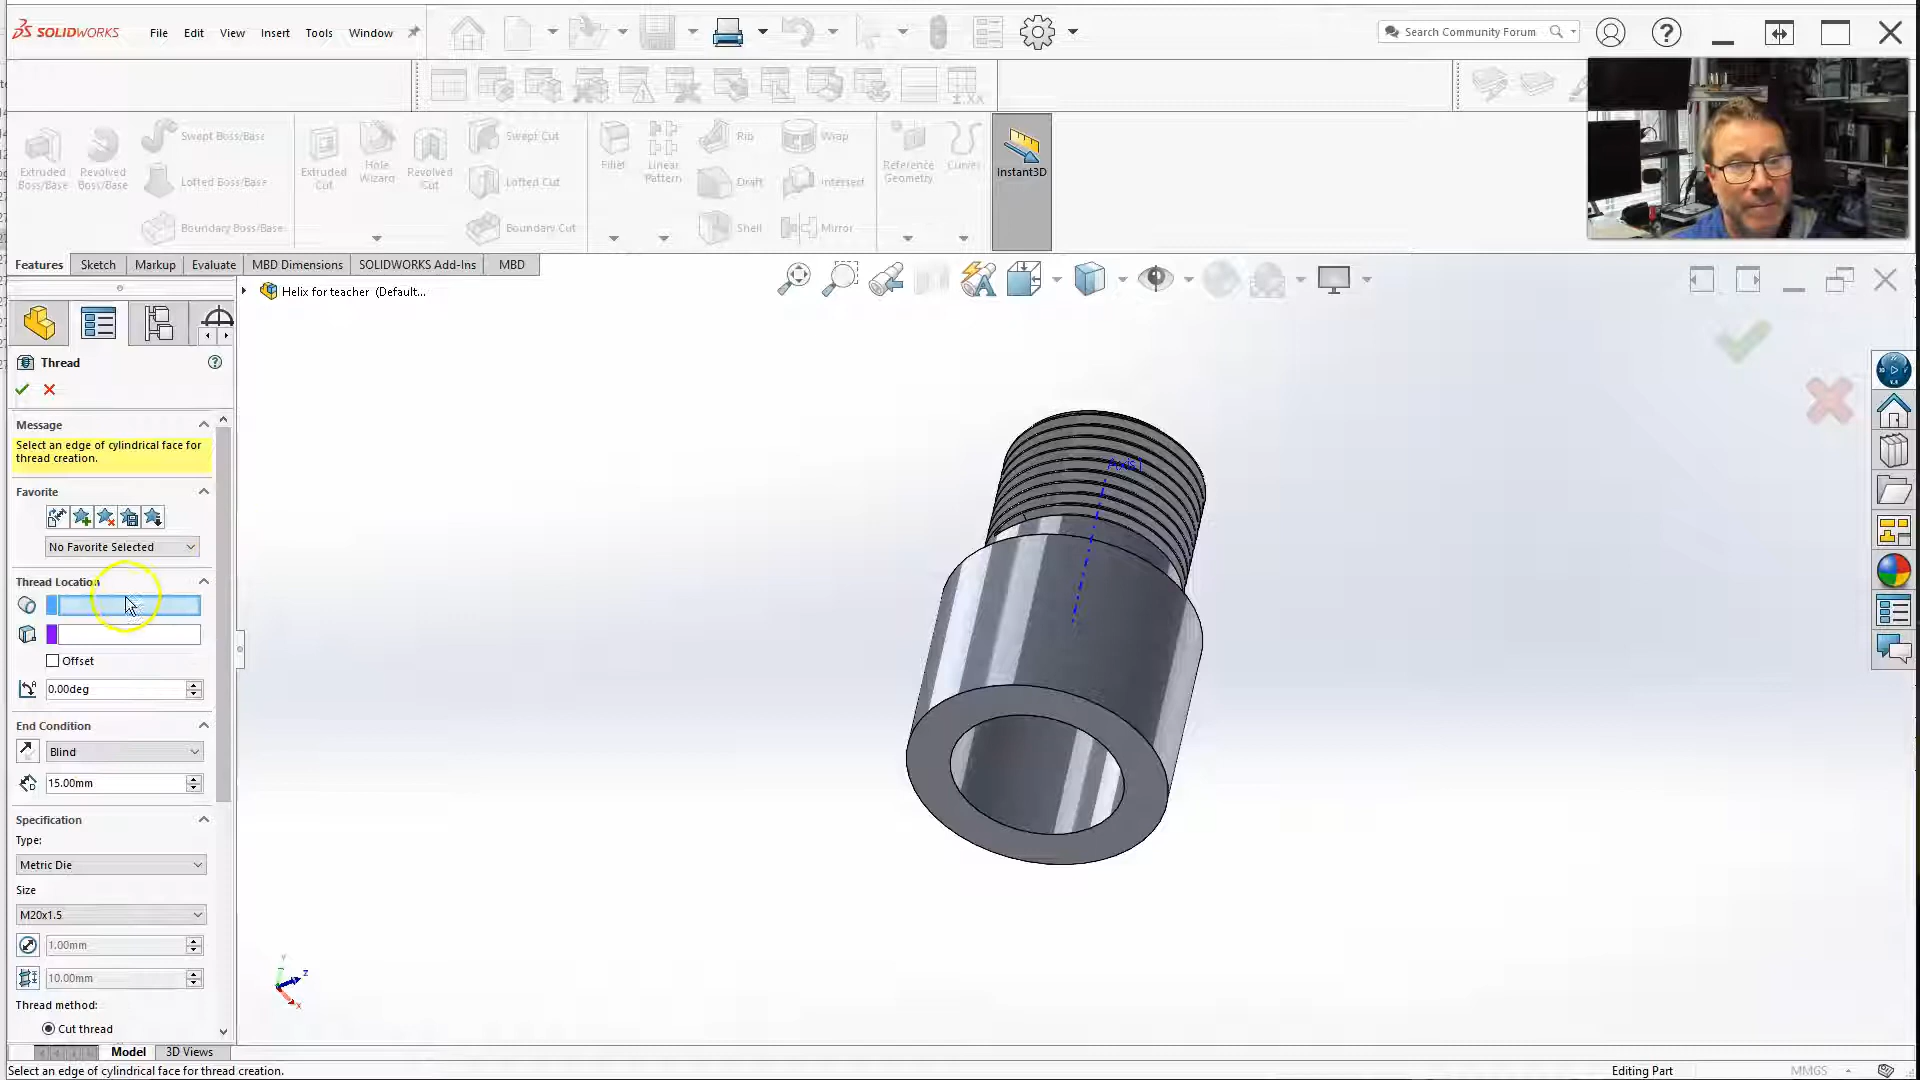 SOLIDWORKS
File Edit View Insert Tools Window
Search Community Forum
Extruded Boss/Base
Revolved Boss/Base
Swept Boss/Base
Lofted Boss/Base
Boundary Boss/Base
Extruded Cut
Hole Wizard
Revolved Cut
Swept Cut
Lofted Cut
Boundary Cut
Fillet
Linear Pattern
Rib
Draft
Shell
Wrap
Intersect
Mirror
Reference Geometry
Curves
Instant3D
Features Sketch Markup Evaluate MBD Dimensions SOLIDWORKS Add-Ins MBD
Helix for teacher (Default...
Thread
Message
Select an edge of cylindrical face for
thread creation.
Favorite
No Favorite Selected
Thread Location
Offset
0.00deg
End Condition
Blind
15.00mm
Specification
Type:
Metric Die
Size
M20x1.5
1.00mm
10.00mm
Thread method:
Cut thread
Axis1
y
z
x
Model 3D Views
Select an edge of cylindrical face for thread creation.
Editing Part
MMGS